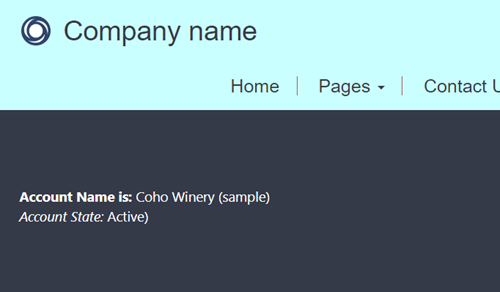 Company name
Home
Pages
Contact U
Account Name is: Coho Winery (sample)
Account State: Active)